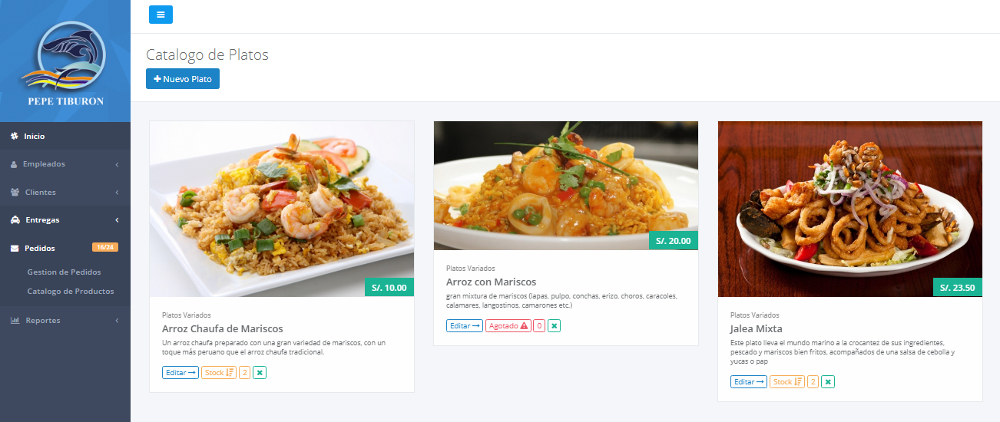 PEPE TIBURON
Inicio
Empleados
Clientes
Entregas
Pedidos 16/24
Gestion de Pedidos
Catalogo de Productos
Reportes
Catalogo de Platos
Nuevo Plato
S/. 10.00
Platos Variados
Arroz Chaufa de Mariscos
Un arroz chaufa preparado con una gran variedad de mariscos, con un
toque más peruano que el arroz chaufa tradicional.
Editar Stock 2
S/. 20.00
Platos Variados
Arroz con Mariscos
gran mixtura de mariscos (lapas, pulpo, conchas, erizo, choros, caracoles,
calamares, langostinos, camarones etc.)
Editar Agotado 0
S/. 23.50
Platos Variados
Jalea Mixta
Este plato lleva el mundo marino a la crocantez de sus ingredientes,
pescado y mariscos bien fritos, acompañados de una salsa de cebolla y
yucas o pap
Editar Stock 2